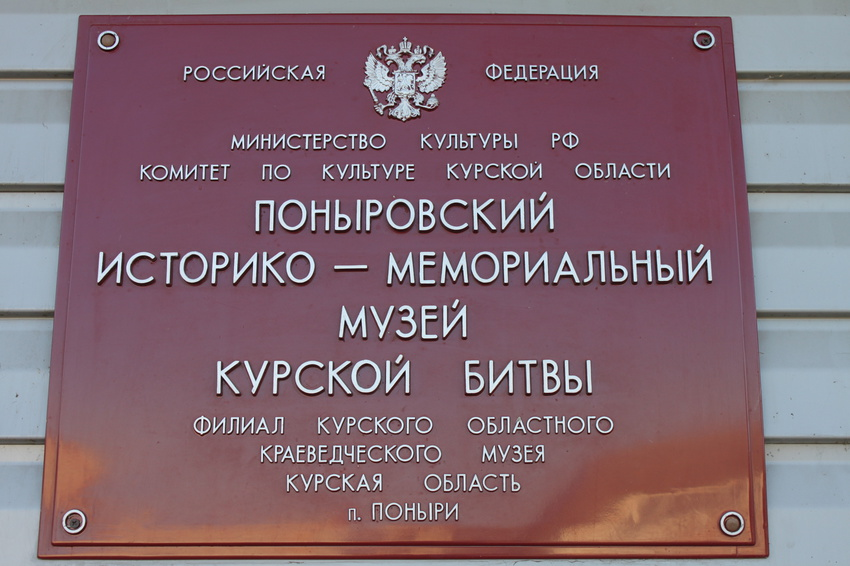 РОССИЙСКАЯ ФЕДЕРАЦИЯ
МИНИСТЕРСТВО КУЛЬТУРЫ РФ
КОМИТЕТ ПО КУЛЬТУРЕ КУРСКОЙ ОБЛАСТИ
ПОНЫРОВСКИЙ
ИСТОРИКО — МЕМОРИАЛЬНЫЙ
МУЗЕЙ
КУРСКОЙ БИТВЫ
ФИЛИАЛ КУРСКОГО ОБЛАСТНОГО
КРАЕВЕДЧЕСКОГО МУЗЕЯ
КУРСКАЯ ОБЛАСТЬ
п. ПОНЫРИ